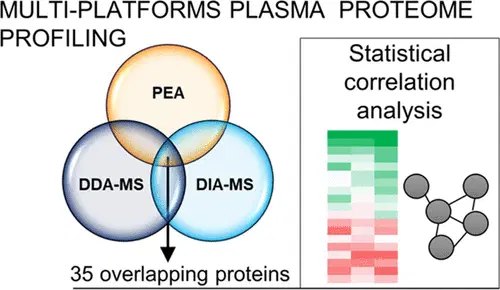 MULTI-PLATFORMS PLASMA PROTEOME
PROFILING
PEA
DDA-MS
DIA-MS
35 overlapping proteins
Statistical
correlation
analysis